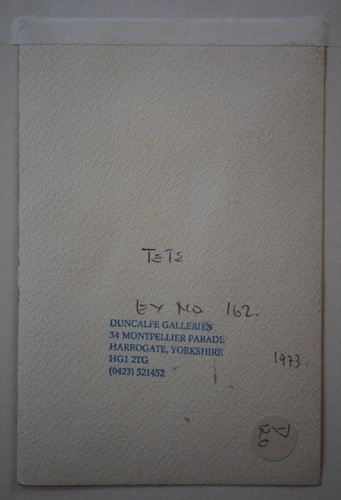 TETE
EX NO 162.
DUNCALFE GALLERIES
34 MONTPELLIER PARADE
HARROGATE, YORKSHIRE
HG1 2TG
(0423) 521452
1973.